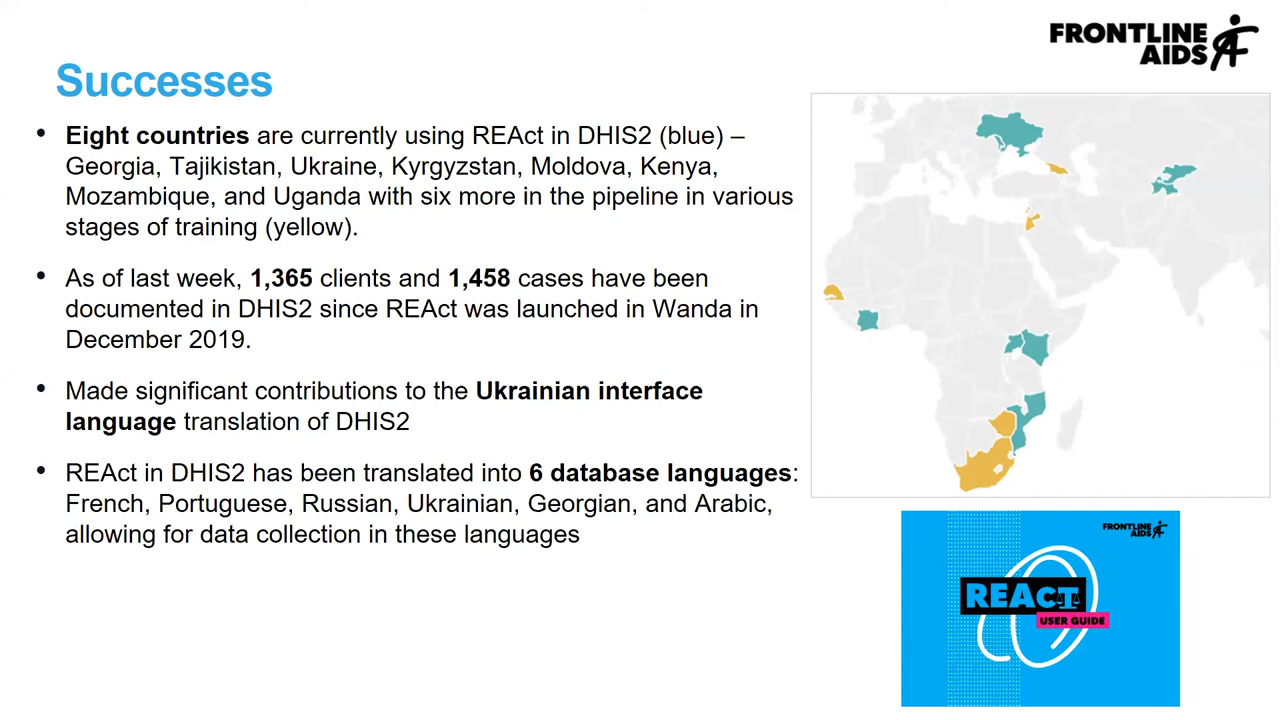 FRONTLINE
AIDS
Successes
• Eight countries are currently using REAct in DHIS2 (blue) –
Georgia, Tajikistan, Ukraine, Kyrgyzstan, Moldova, Kenya,
Mozambique, and Uganda with six more in the pipeline in various
stages of training (yellow).
• As of last week, 1,365 clients and 1,458 cases have been
documented in DHIS2 since REAct was launched in Wanda in
December 2019.
• Made significant contributions to the Ukrainian interface
language translation of DHIS2
• REAct in DHIS2 has been translated into 6 database languages:
French, Portuguese, Russian, Ukrainian, Georgian, and Arabic,
allowing for data collection in these languages
FRONTLINE
AIDS
REAcT
USER GUIDE